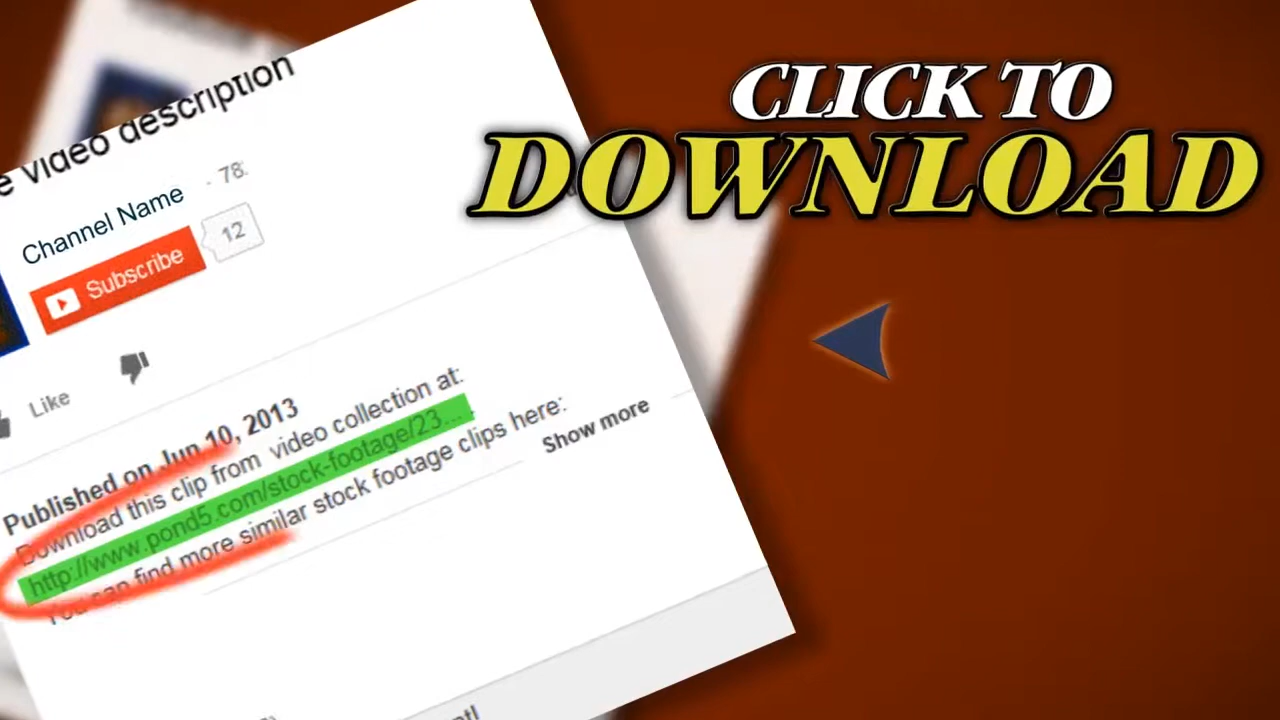 CLICK TO
DOWNLOAD
e video description
Channel Name · 78
Subscribe 12
Like
Published on Jun 10, 2013
Download this clip from video collection at:
http://www.pond5.com/stock-footage/23...
You can find more similar stock footage clips here:
Show more